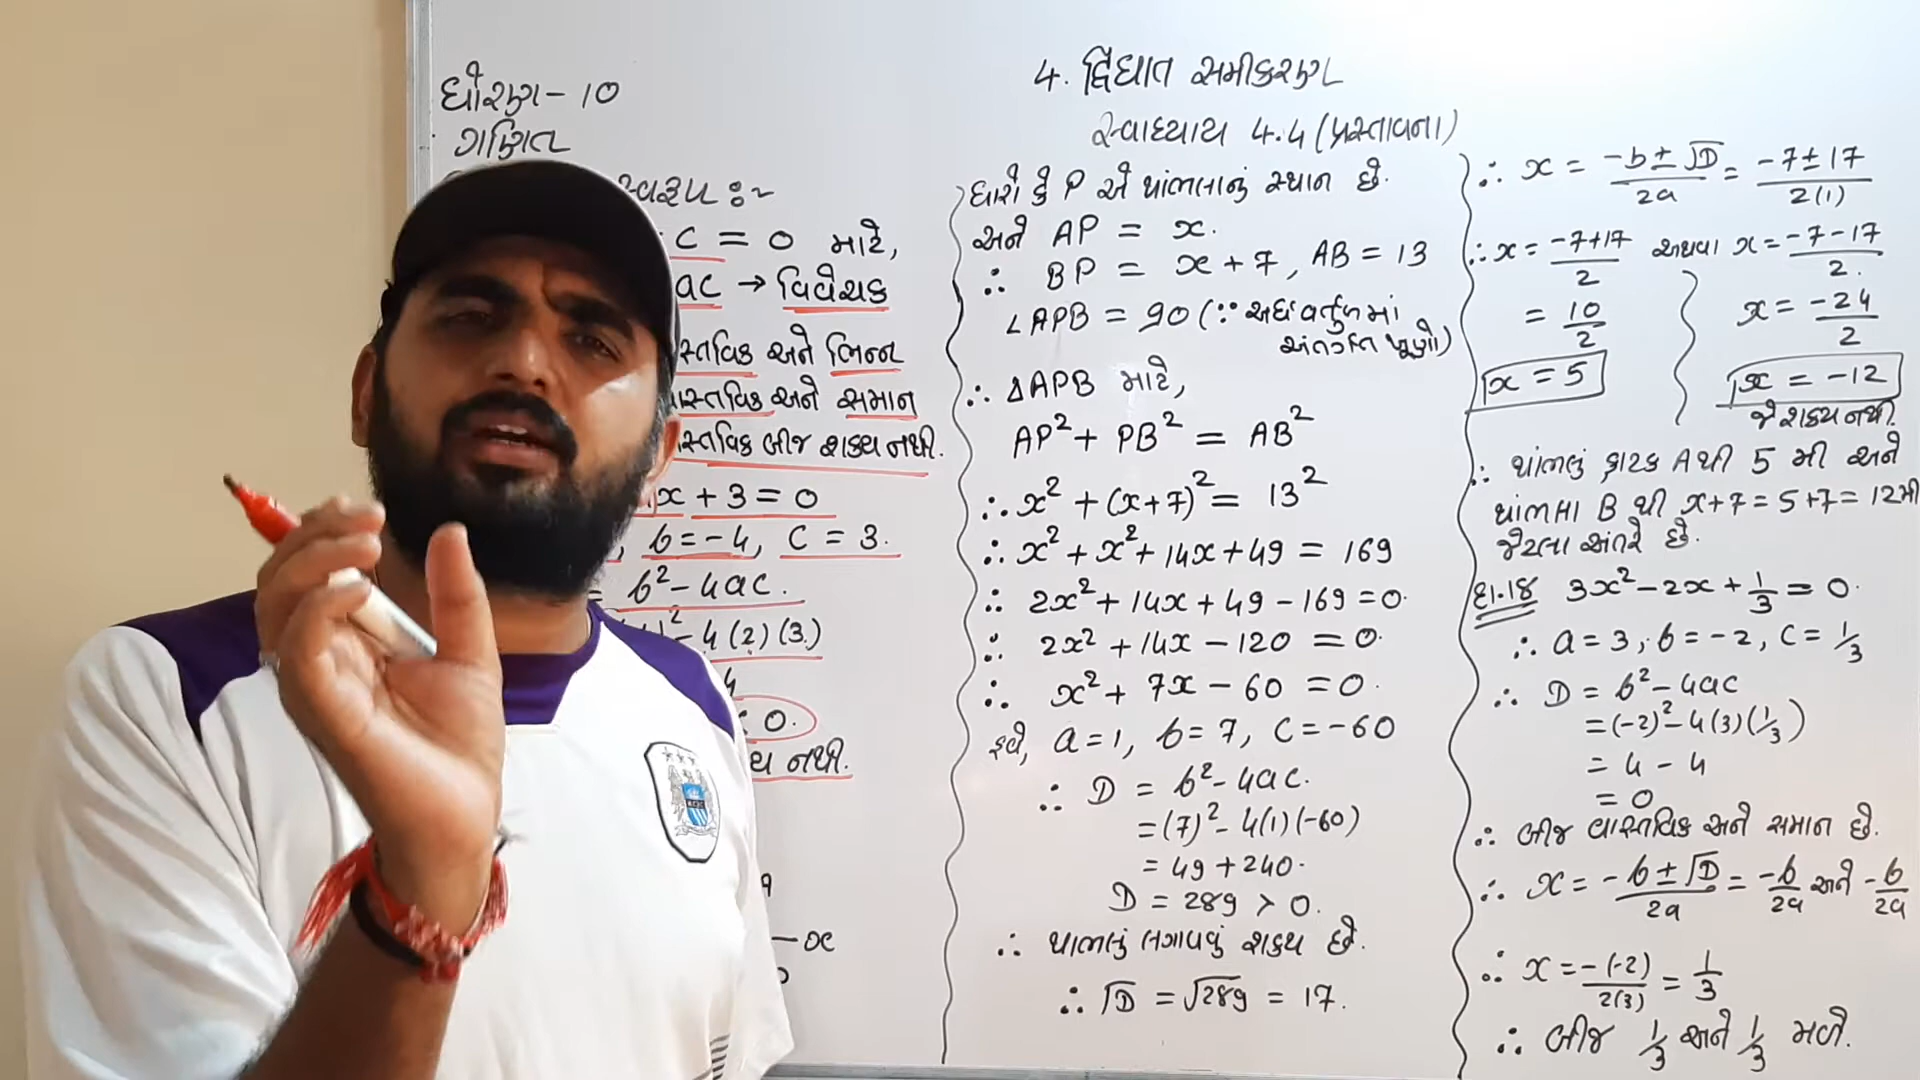 ધોરણ-10
ગણિત
4. દ્વિઘાત સમીકરણ
સ્વાધ્યાય 4.4 (પ્રસ્તાવના)
સ્વરૂપ :~
C = 0 માટે,
ac → વિવેચક
સ્તવિક અને ભિન્ન
વાસ્તવિક અને સમાન
સ્તવિક બીજ શક્ય નથી.
x + 3 = 0
, b = -4, C = 3.
= b² - 4ac.
² - 4 (2) (3)
4
< 0.
ય નથી.
ધારો કે P એ થાંભલાનું સ્થાન છે.
અને AP = x.
∴ BP = x + 7, AB = 13
∠APB = 90 (∵ અર્ધવર્તુળમાં
અંતર્ગત ખૂણો)
∴ ΔAPB માટે,
AP² + PB² = AB²
∴ x² + (x+7)² = 13²
∴ x² + x² + 14x + 49 = 169
∴ 2x² + 14x + 49 - 169 = 0.
∴ 2x² + 14x - 120 = 0.
∴ x² + 7x - 60 = 0.
હવે, a = 1, b = 7, C = -60
∴ D = b² - 4ac.
= (7)² - 4(1)(-60)
= 49 + 240.
D = 289 > 0.
∴ થાંભલું લગાવવું શક્ય છે.
∴ √D = √289 = 17.
∴ x = -b ± √D / 2a = -7 ± 17 / 2(1)
∴ x = -7+17 / 2 અથવા x = -7-17 / 2.
= 10/2 x = -24 / 2
x = 5 x = -12
જે શક્ય નથી.
∴ થાંભલું ફાટક A થી 5 મી અને
થાંભલા B થી x + 7 = 5 + 7 = 12 મી
જેટલા અંતરે છે.
દા.18 3x² - 2x + 1/3 = 0.
∴ a = 3, b = -2, C = 1/3
∴ D = b² - 4ac
= (-2)² - 4(3)(1/3)
= 4 - 4
= 0
∴ બીજ વાસ્તવિક અને સમાન છે.
∴ x = -b ± √D / 2a = -b/2a અને -b/2a
∴ x = -(-2) / 2(3) = 1/3
∴ બીજ 1/3 અને 1/3 મળે.